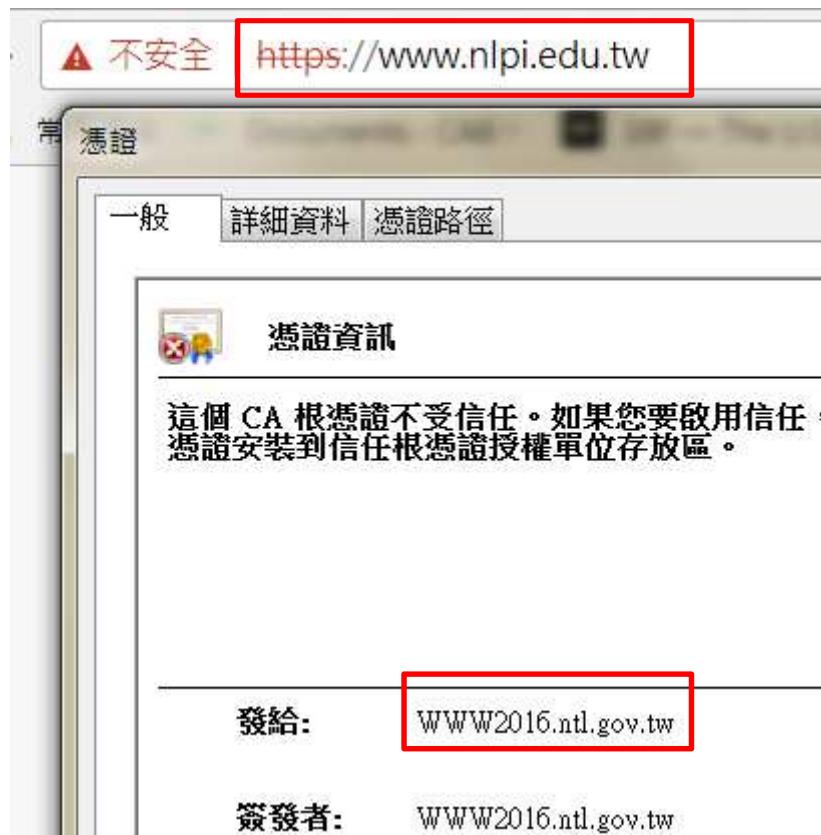 不安全 https://www.nlpi.edu.tw
常
憑證
一般 詳細資料 憑證路徑
憑證資訊
這個 CA 根憑證不受信任。如果您要啟用信任，
憑證安裝到信任根憑證授權單位存放區。
發給: WWW2016.ntl.gov.tw
簽發者: WWW2016.ntl.gov.tw